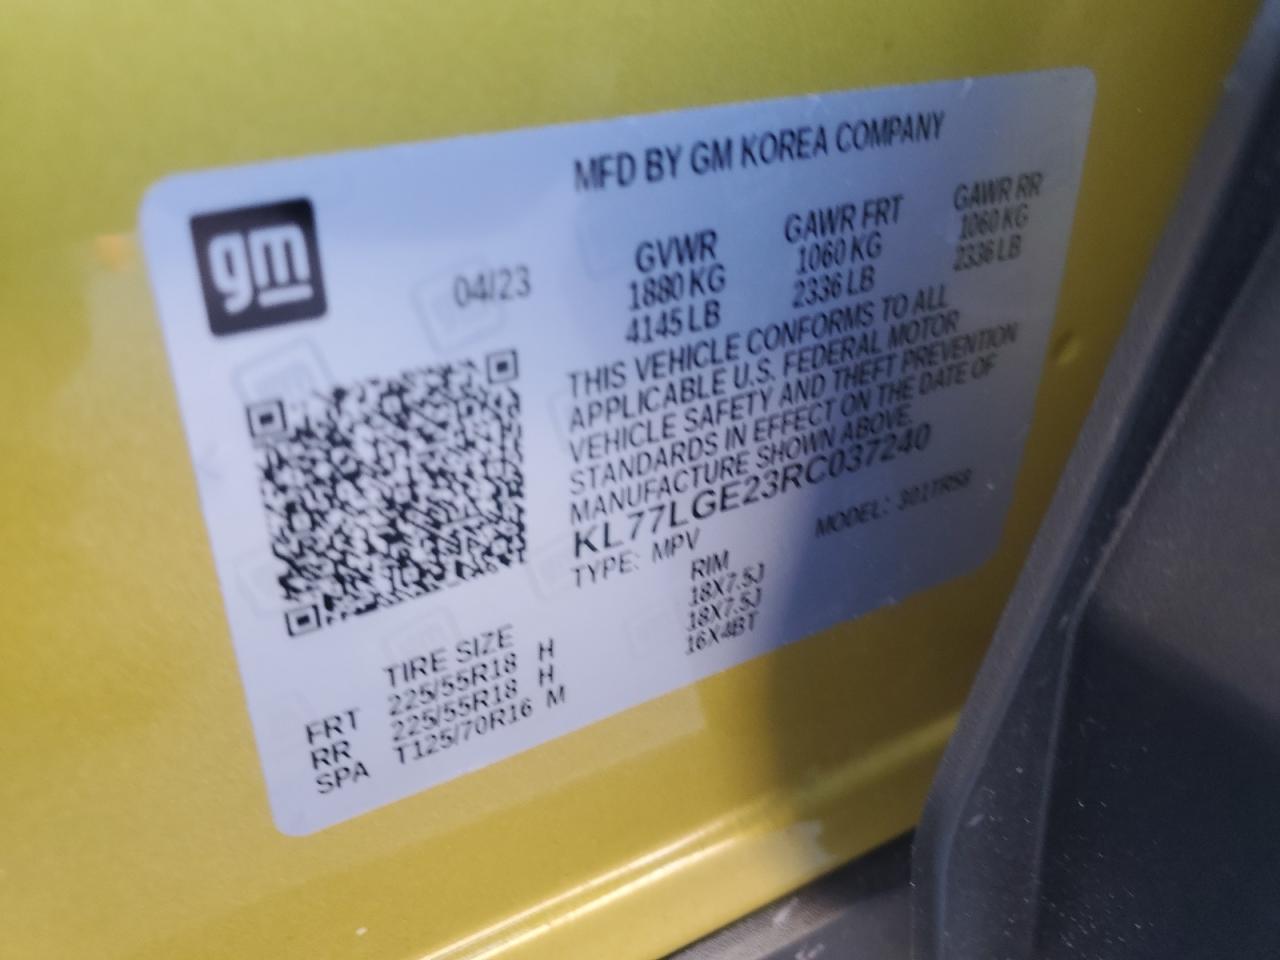 gm
MFD BY GM KOREA COMPANY
04/23
GVWR GAWR FRT GAWR RR
1880 KG 1060 KG 1060 KG
4145 LB 2336 LB 2336 LB
THIS VEHICLE CONFORMS TO ALL
APPLICABLE U.S. FEDERAL MOTOR
VEHICLE SAFETY AND THEFT PREVENTION
STANDARDS IN EFFECT ON THE DATE OF
MANUFACTURE SHOWN ABOVE.
KL77LGE23RC037240
TYPE: MPV MODEL: 301TR58
TIRE SIZE RIM
FRT 225/55R18 H 18X7.5J
RR 225/55R18 H 18X7.5J
SPA T125/70R16 M 16X4BT